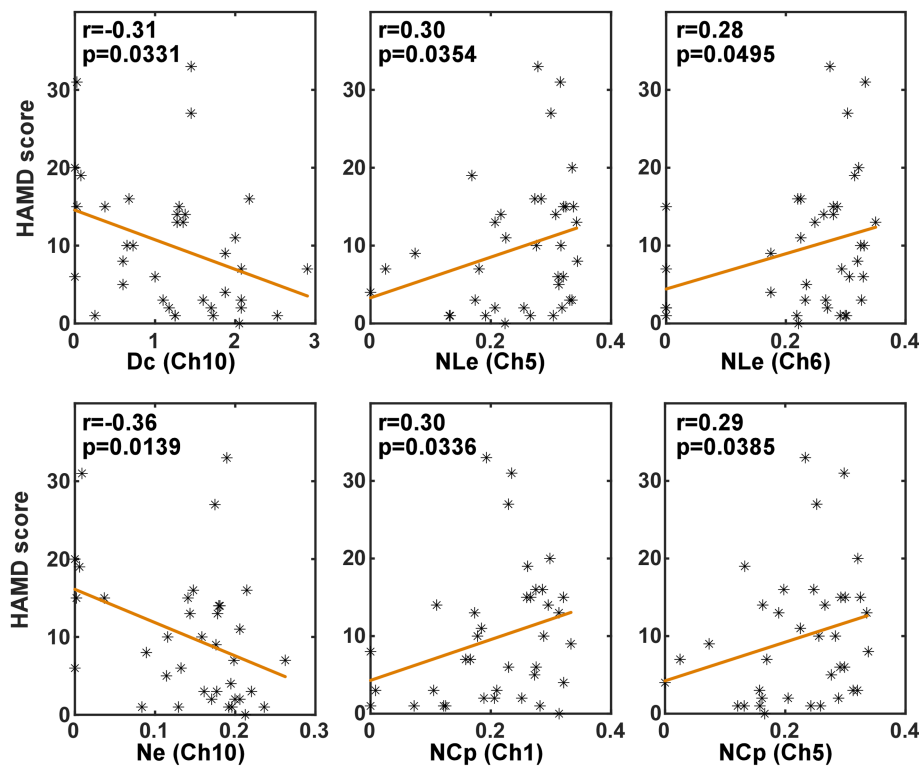 r=-0.31
p=0.0331
HAMD score
30
20
10
0
0 1 2 3
Dc (Ch10)
r=0.30
p=0.0354
30
20
10
0
0 0.2 0.4
NLe (Ch5)
r=0.28
p=0.0495
30
20
10
0
0 0.2 0.4
NLe (Ch6)
r=-0.36
p=0.0139
HAMD score
30
20
10
0
0 0.1 0.2 0.3
Ne (Ch10)
r=0.30
p=0.0336
30
20
10
0
0 0.2 0.4
NCp (Ch1)
r=0.29
p=0.0385
30
20
10
0
0 0.2 0.4
NCp (Ch5)